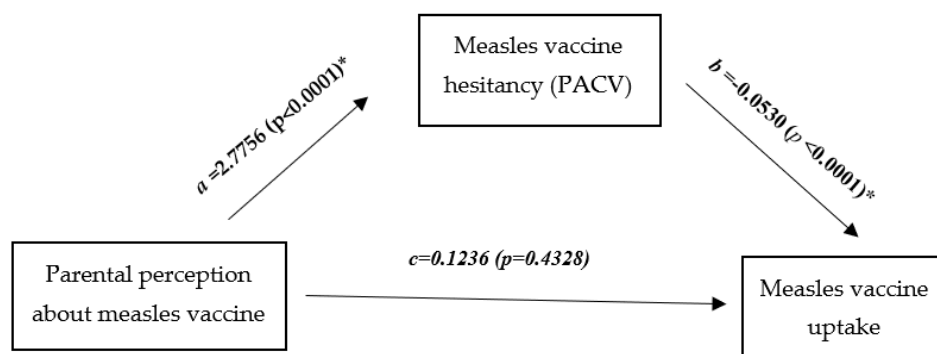 Measles vaccine
hesitancy (PACV)
a =2.7756 (p<0.0001)*
b =-0.0530 (p <0.0001)*
c=0.1236 (p=0.4328)
Parental perception
about measles vaccine
Measles vaccine
uptake